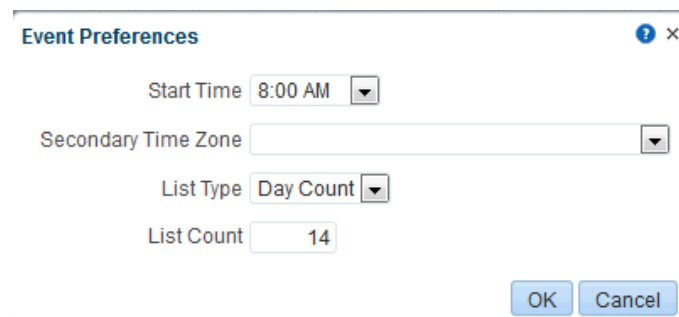 Event Preferences
Start Time 8:00 AM
Secondary Time Zone
List Type Day Count
List Count 14
OK Cancel